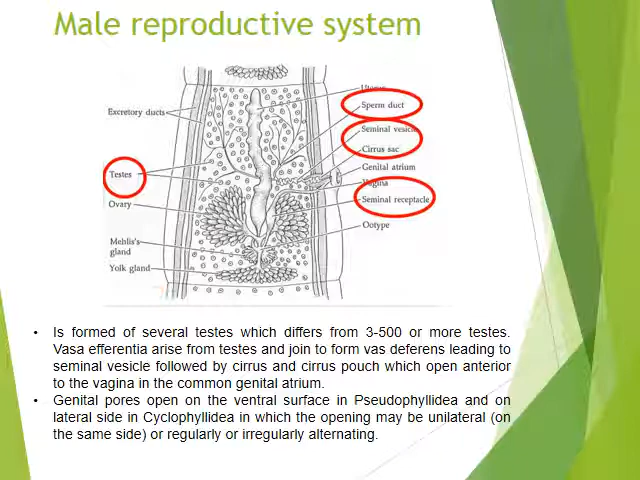 Male reproductive system
Uterus
Sperm duct
Excretory ducts
Seminal vesicle
Cirrus sac
Genital atrium
Testes
Vagina
Seminal receptacle
Ovary
Ootype
Mehlis's
gland
Yolk gland
• Is formed of several testes which differs from 3-500 or more testes.
Vasa efferentia arise from testes and join to form vas deferens leading to
seminal vesicle followed by cirrus and cirrus pouch which open anterior
to the vagina in the common genital atrium.
• Genital pores open on the ventral surface in Pseudophyllidea and on
lateral side in Cyclophyllidea in which the opening may be unilateral (on
the same side) or regularly or irregularly alternating.